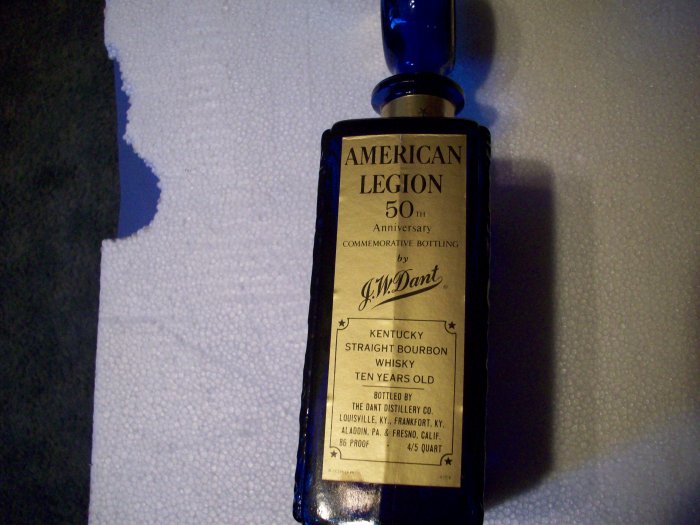 AMERICAN
LEGION
50TH
Anniversary
COMMEMORATIVE BOTTLING
by
J.W. Dant
KENTUCKY
STRAIGHT BOURBON
WHISKY
TEN YEARS OLD
BOTTLED BY
THE DANT DISTILLERY CO.
LOUISVILLE, KY., FRANKFORT, KY.
ALADDIN, PA. & FRESNO, CALIF.
86 PROOF · 4/5 QUART